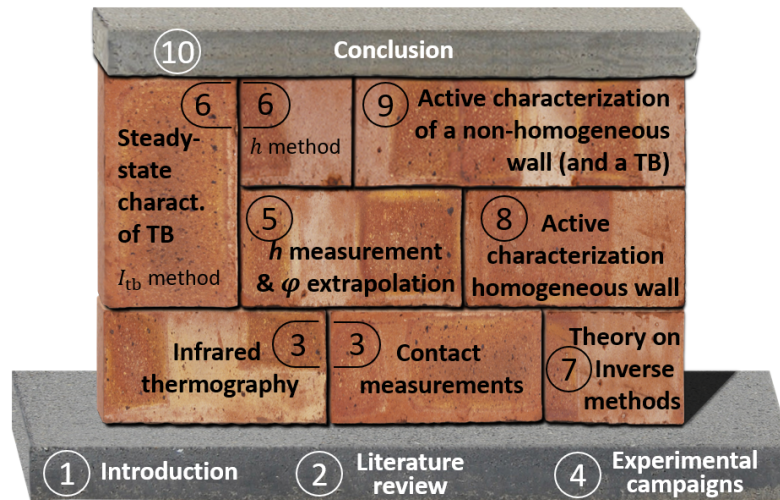 10 Conclusion
6
Steady-
state
charact.
of TB
I_tb method
6
h method
9 Active characterization
of a non-homogeneous
wall (and a TB)
5
h measurement
& φ extrapolation
8 Active
characterization
homogeneous wall
Infrared
thermography
3
3
Contact
measurements
Theory on
7 Inverse
methods
1 Introduction
2 Literature
review
4 Experimental
campaigns